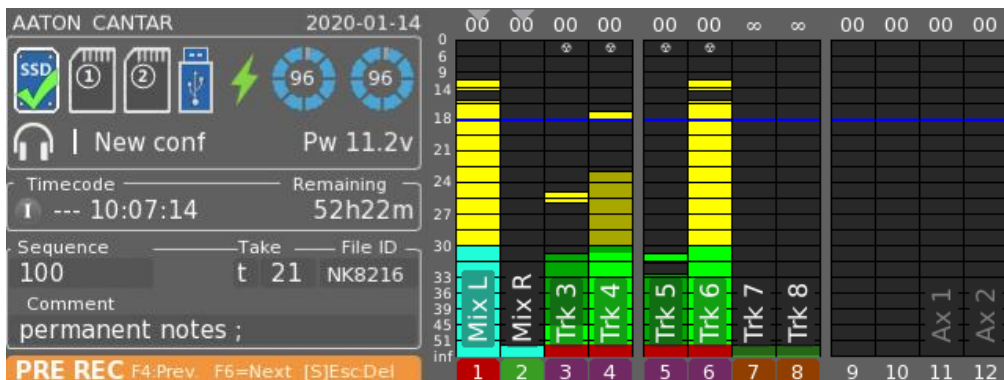 AATON CANTAR 2020-01-14
SSD 1 2 96 96
New conf Pw 11.2v
Timecode Remaining
I --- 10:07:14 52h22m
Sequence Take File ID
100 t 21 NK8216
Comment
permanent notes ;
PRE REC F4:Prev. F6=Next [S]Esc:Del
00 00 00 00 00 00 ∞ ∞ 00 00 00 00
0
6
9
14
18
21
24
27
30
33
36
39
45
51
inf
Mix L Mix R Trk 3 Trk 4 Trk 5 Trk 6 Trk 7 Trk 8 Ax 1 Ax 2
1 2 3 4 5 6 7 8 9 10 11 12